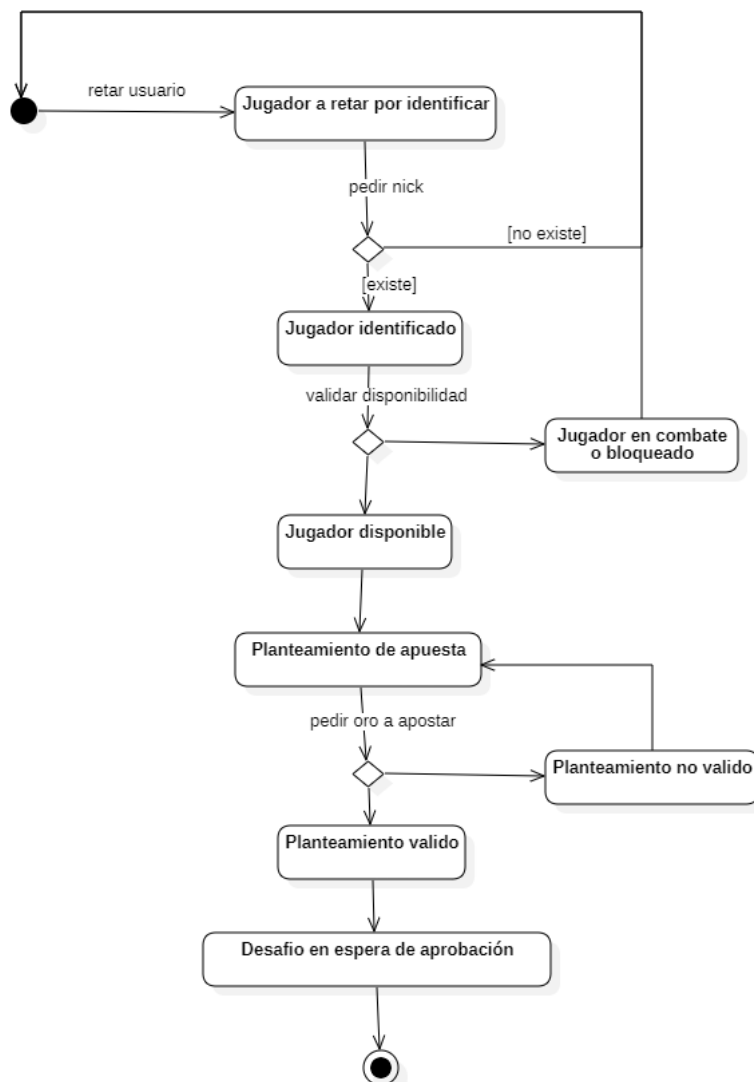 retar usuario
Jugador a retar por identificar
pedir nick
[no existe]
[existe]
Jugador identificado
validar disponibilidad
Jugador en combate
o bloqueado
Jugador disponible
Planteamiento de apuesta
pedir oro a apostar
Planteamiento no valido
Planteamiento valido
Desafio en espera de aprobación